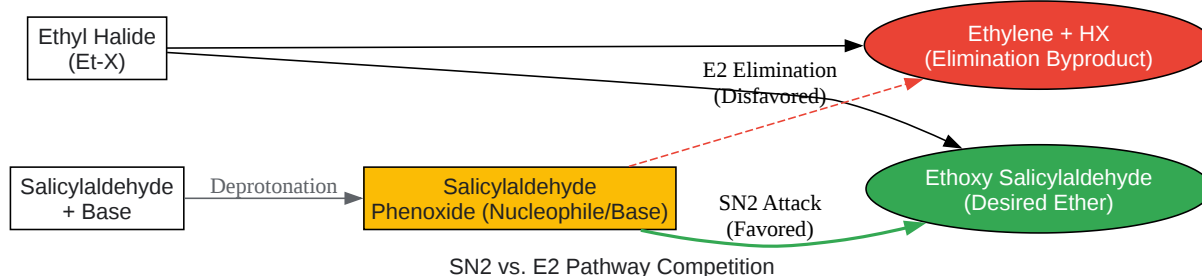 Ethyl Halide
(Et-X)
Ethylene + HX
(Elimination Byproduct)
E2 Elimination
(Disfavored)
Salicylaldehyde
+ Base
Deprotonation
Salicylaldehyde
Phenoxide (Nucleophile/Base)
SN2 Attack
(Favored)
Ethoxy Salicylaldehyde
(Desired Ether)
SN2 vs. E2 Pathway Competition